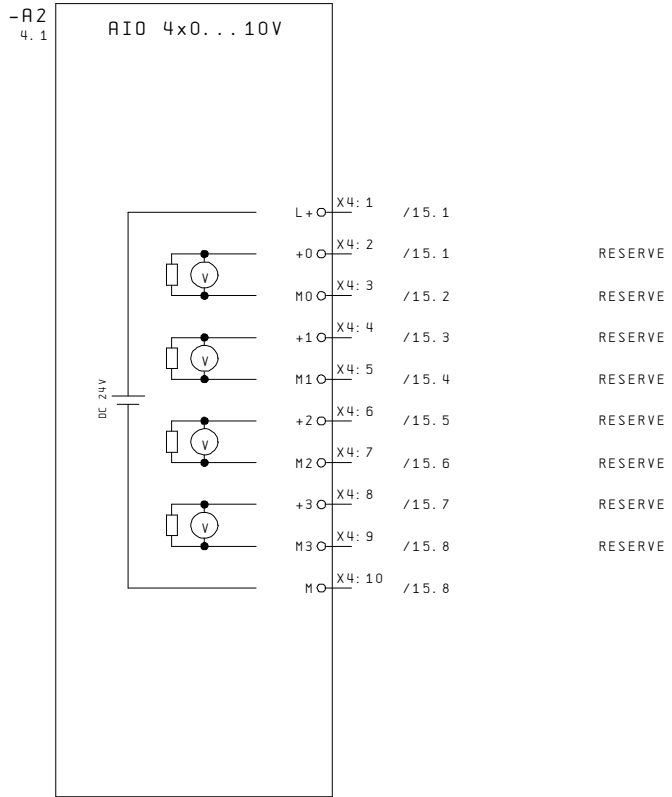 -A2
4.1
AIO 4x0...10V
L+ X4:1 /15.1
+0 X4:2 /15.1 RESERVE
V
M0 X4:3 /15.2 RESERVE
+1 X4:4 /15.3 RESERVE
V
M1 X4:5 /15.4 RESERVE
DC 24V
+2 X4:6 /15.5 RESERVE
V
M2 X4:7 /15.6 RESERVE
+3 X4:8 /15.7 RESERVE
V
M3 X4:9 /15.8 RESERVE
M X4:10 /15.8